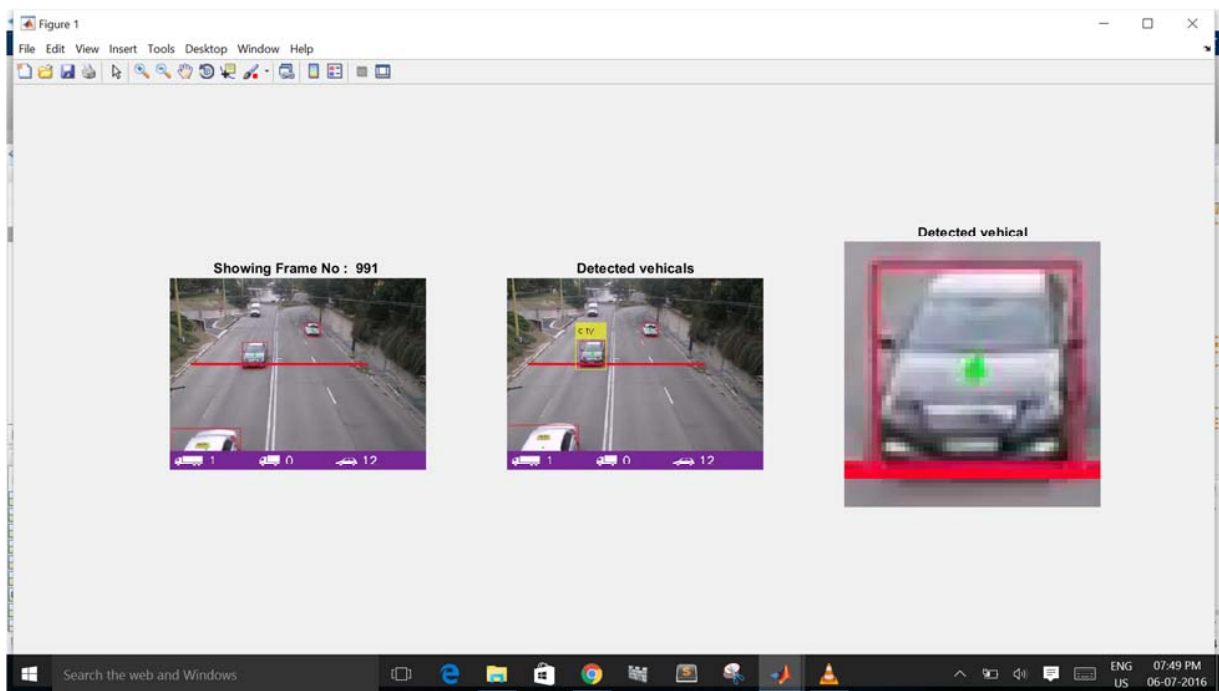 Figure 1
File Edit View Insert Tools Desktop Window Help
Showing Frame No : 991
Detected vehicals
Detected vehical
1 0 12
1 0 12
Search the web and Windows
ENG
US
07:49 PM
06-07-2016